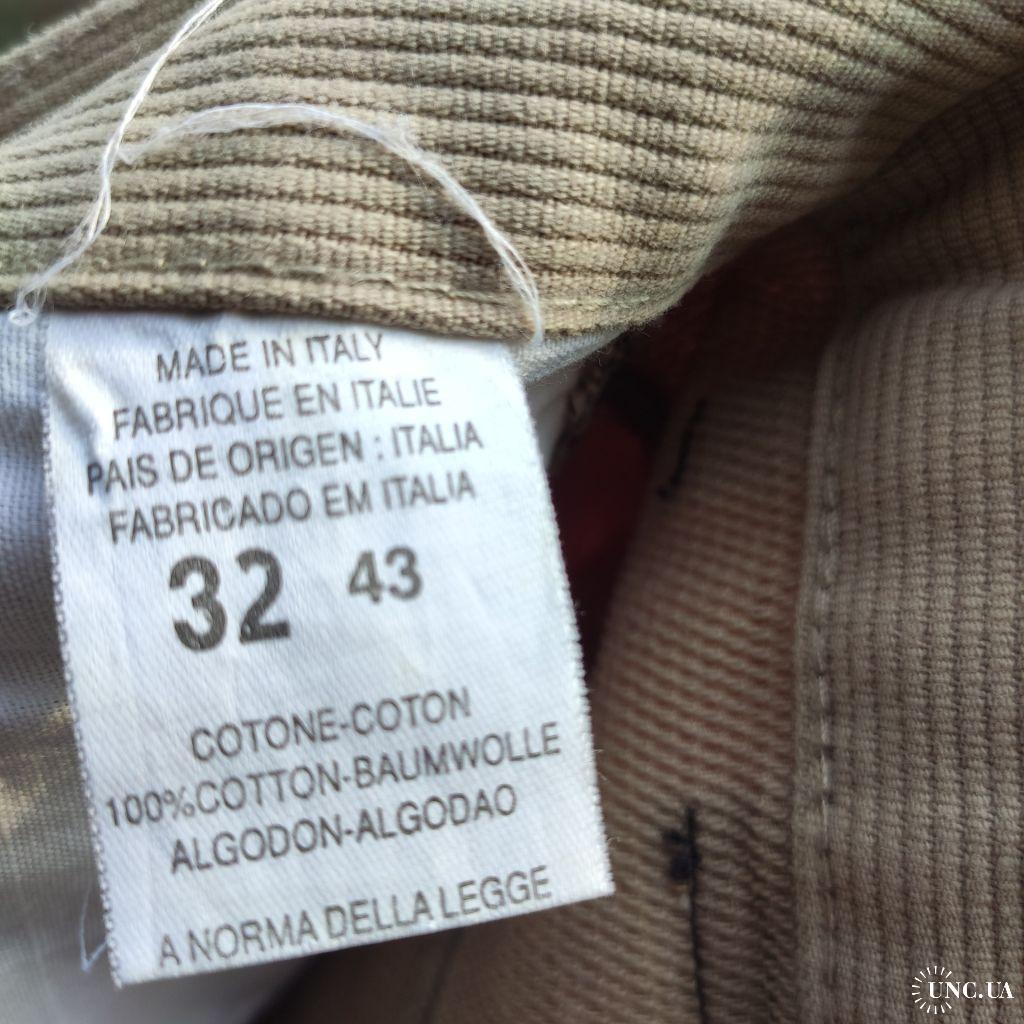 MADE IN ITALY
FABRIQUE EN ITALIE
PAIS DE ORIGEN : ITALIA
FABRICADO EM ITALIA
32 43
COTONE-COTON
100%COTTON-BAUMWOLLE
ALGODON-ALGODAO
A NORMA DELLA LEGGE
UNC.UA